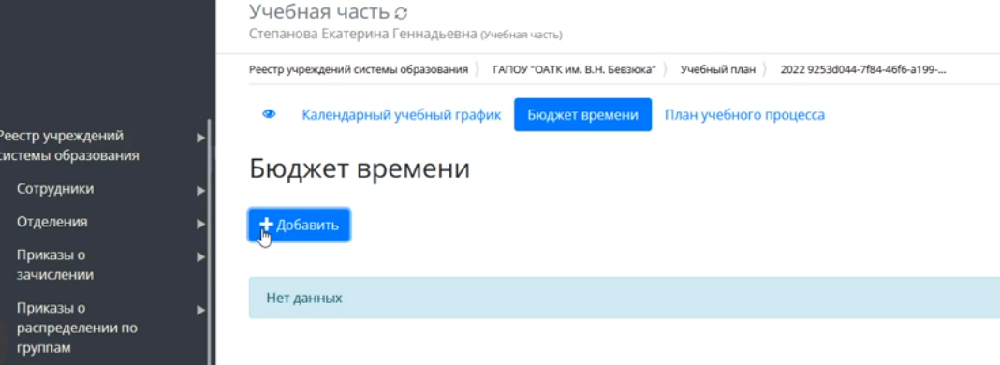 Учебная часть
Степанова Екатерина Геннадьевна (Учебная часть)
Реестр учреждений системы образования
ГАПОУ "ОАТК им. В.Н. Бевзюка"
Учебный план
2022 9253d044-7f84-46f6-a199-...
Календарный учебный график
Бюджет времени
План учебного процесса
Бюджет времени
Добавить
Нет данных
Реестр учреждений
системы образования
Сотрудники
Отделения
Приказы о
зачислении
Приказы о
распределении по
группам